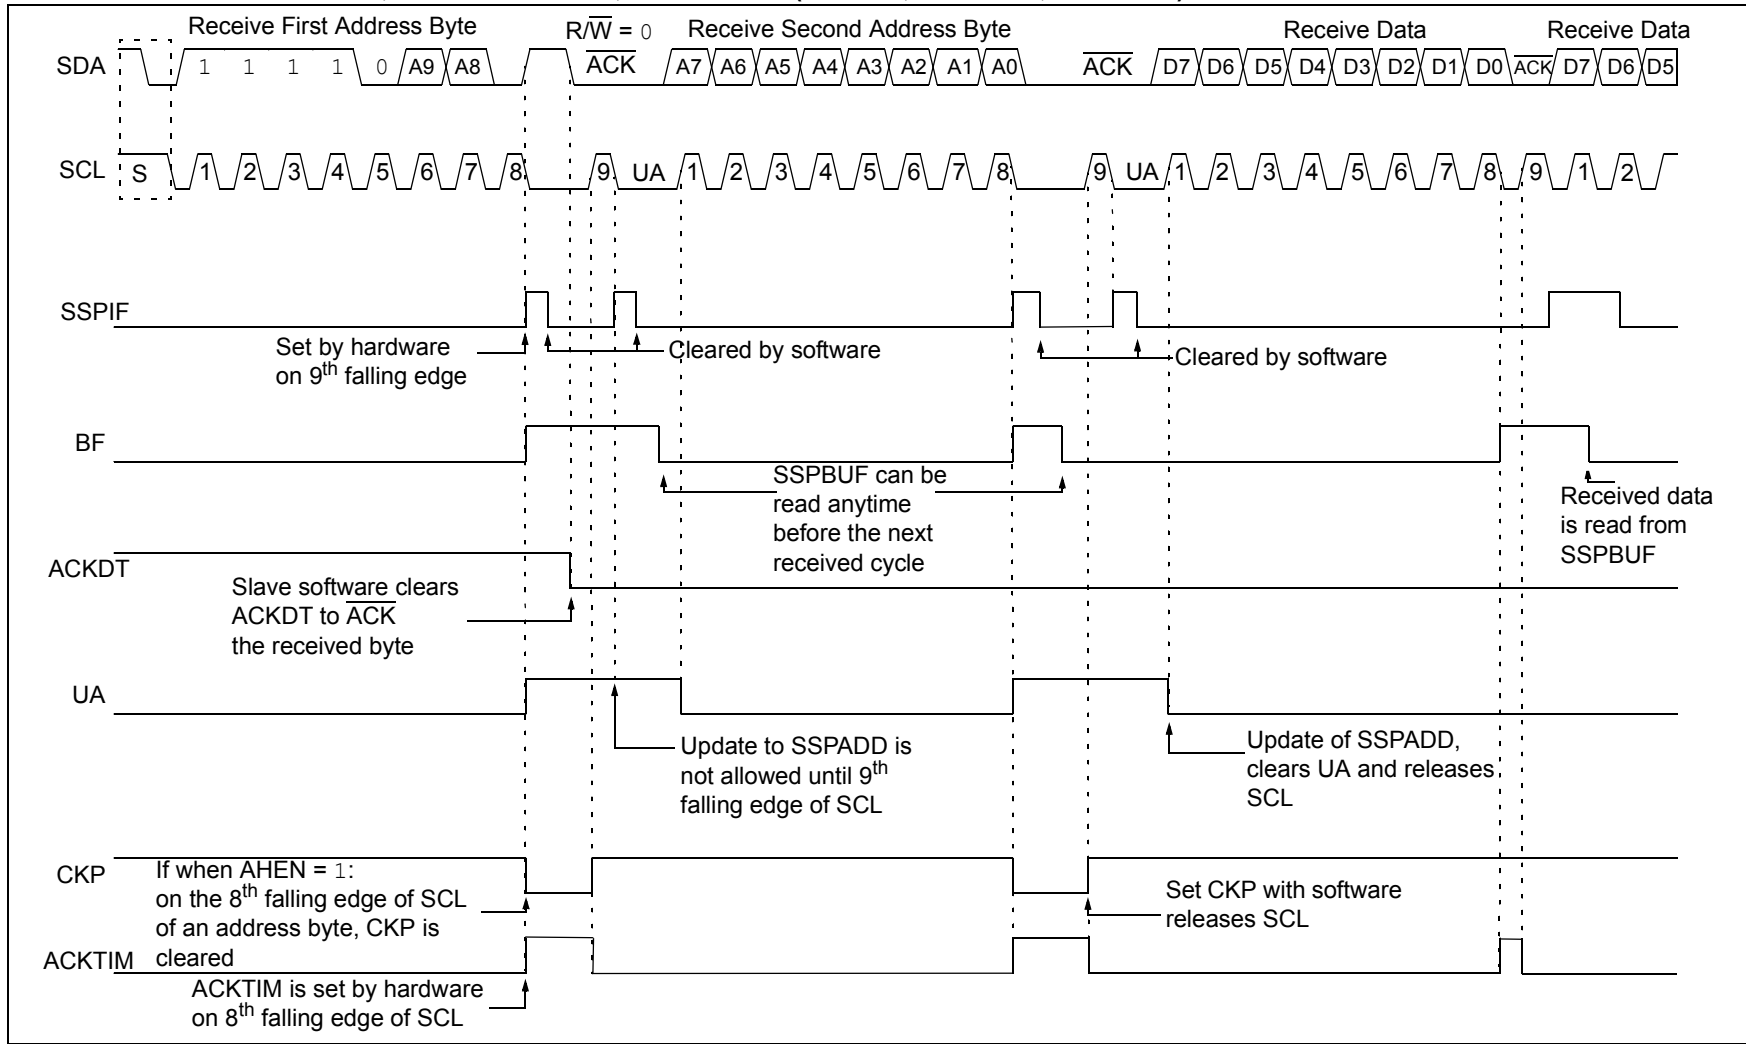 Receive First Address Byte
R/W = 0
Receive Second Address Byte
Receive Data
Receive Data
SDA
1 1 1 1 0 A9 A8
ACK
A7 A6 A5 A4 A3 A2 A1 A0
ACK
D7 D6 D5 D4 D3 D2 D1 D0
ACK
D7 D6 D5
SCL
S
1 2 3 4 5 6 7 8
9
UA
1 2 3 4 5 6 7 8
9
UA
1 2 3 4 5 6 7 8
9
1 2
SSPIF
Set by hardware
on 9th falling edge
Cleared by software
Cleared by software
BF
SSPBUF can be
read anytime
before the next
received cycle
Received data
is read from
SSPBUF
ACKDT
Slave software clears
ACKDT to ACK
the received byte
UA
Update to SSPADD is
not allowed until 9th
falling edge of SCL
Update of SSPADD,
clears UA and releases
SCL
CKP
If when AHEN = 1:
on the 8th falling edge of SCL
of an address byte, CKP is
cleared
Set CKP with software
releases SCL
ACKTIM
ACKTIM is set by hardware
on 8th falling edge of SCL